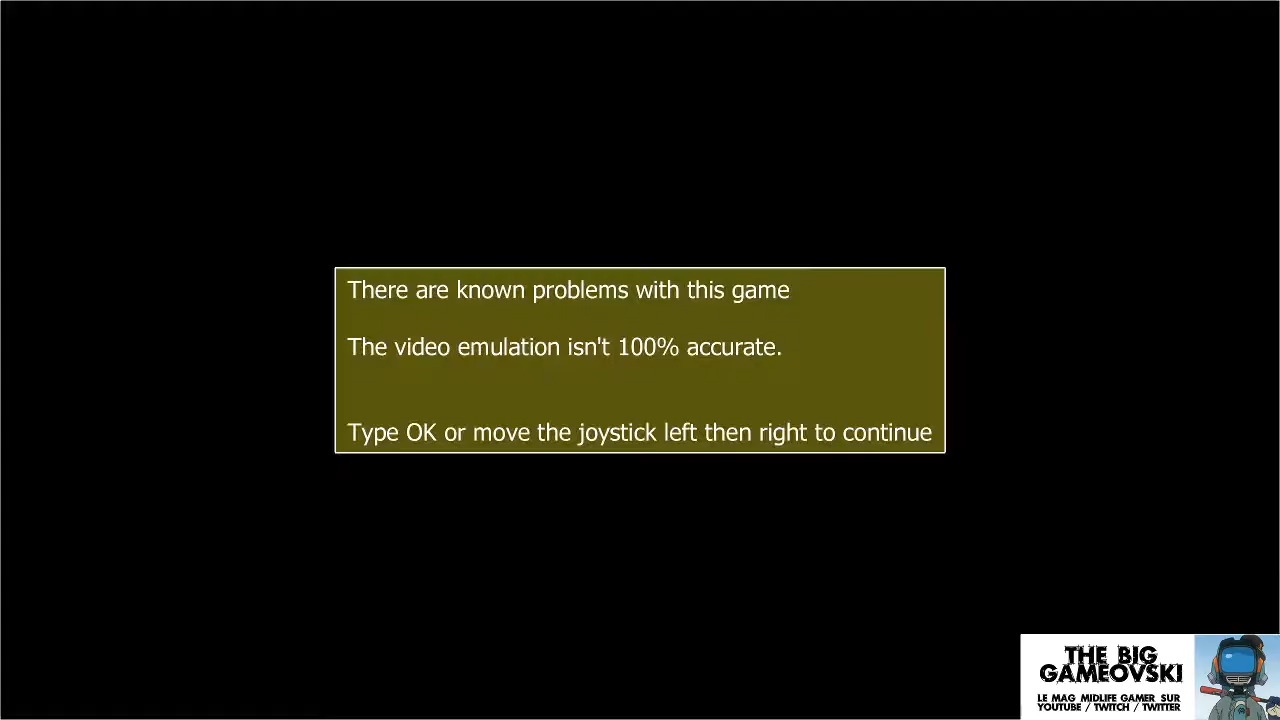 There are known problems with this game
The video emulation isn't 100% accurate.
Type OK or move the joystick left then right to continue
THE BIG
GAMEOVSKI
LE MAG MIDLIFE GAMER SUR
YOUTUBE / TWITCH / TWITTER